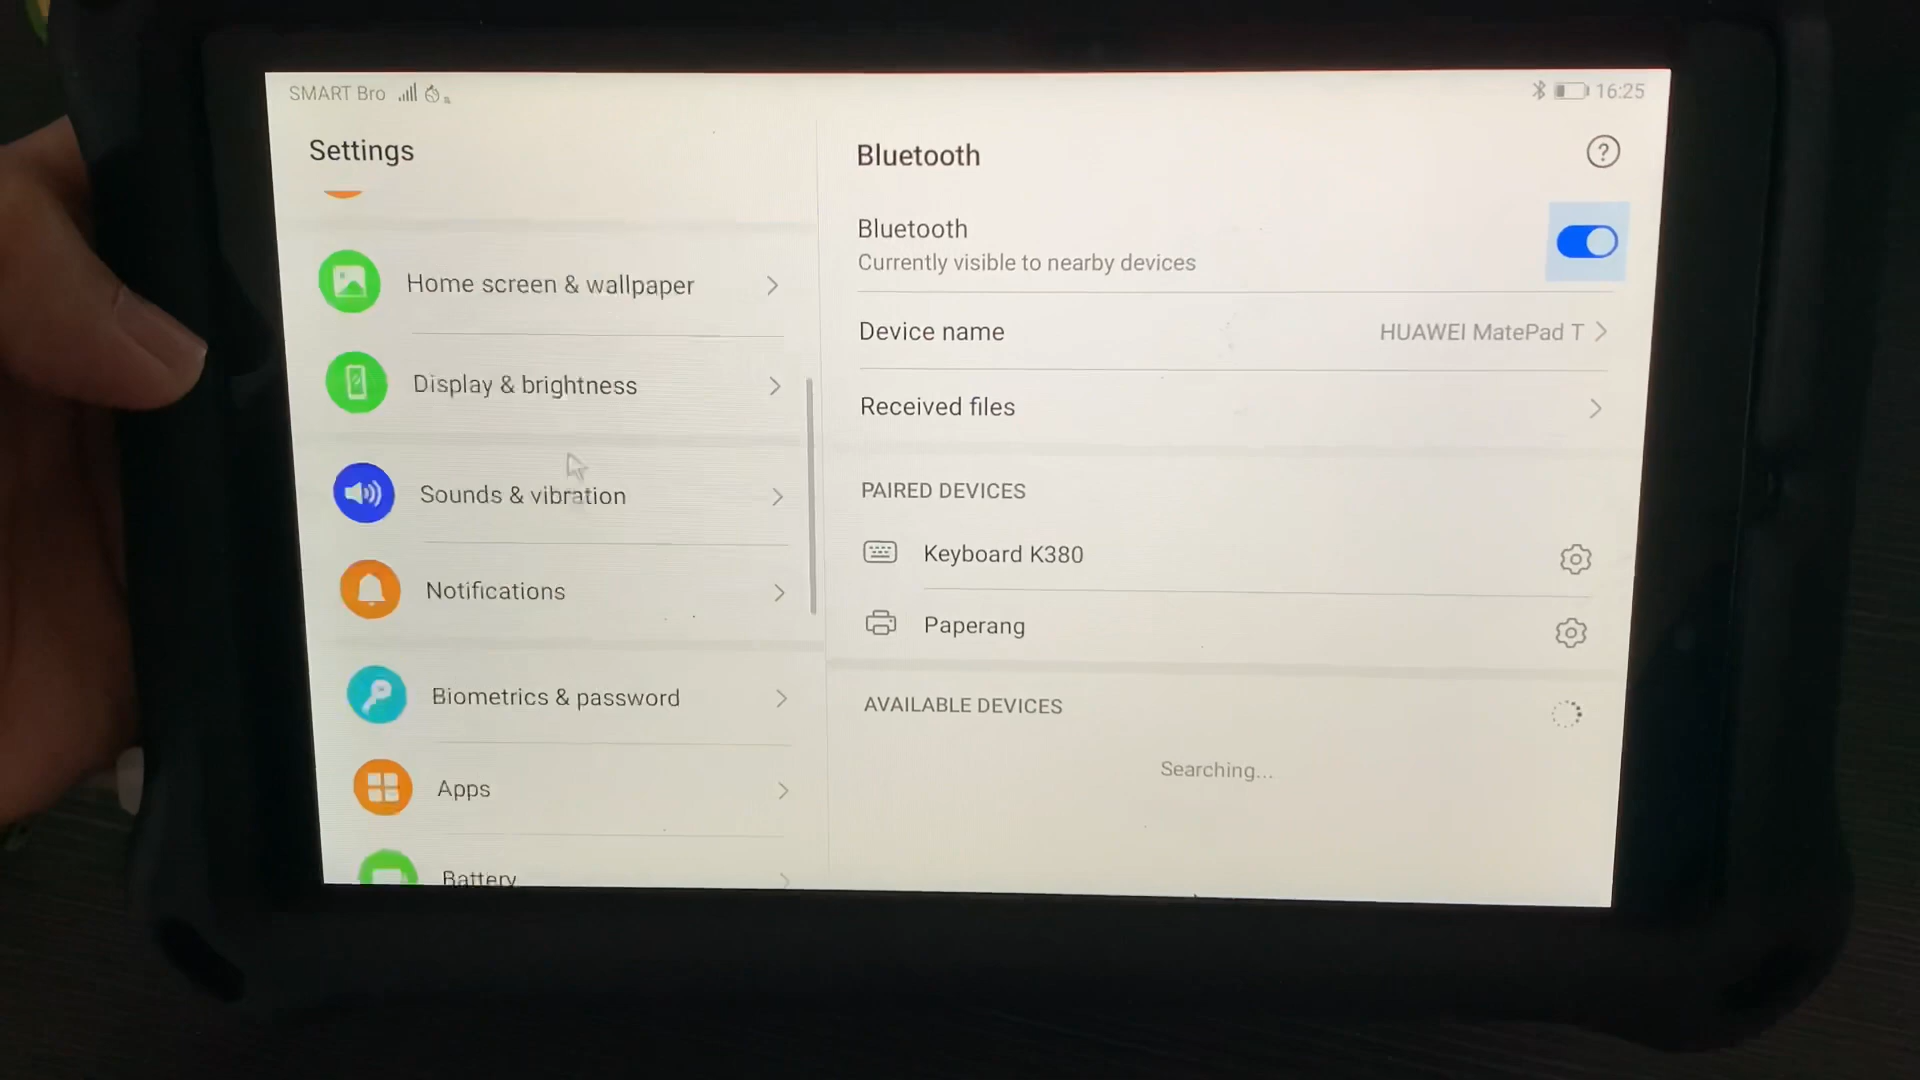 SMART Bro
16:25
Settings
Home screen & wallpaper
Display & brightness
Sounds & vibration
Notifications
Biometrics & password
Apps
Battery
Bluetooth
?
Bluetooth
Currently visible to nearby devices
Device name
HUAWEI MatePad T
Received files
PAIRED DEVICES
Keyboard K380
Paperang
AVAILABLE DEVICES
Searching...